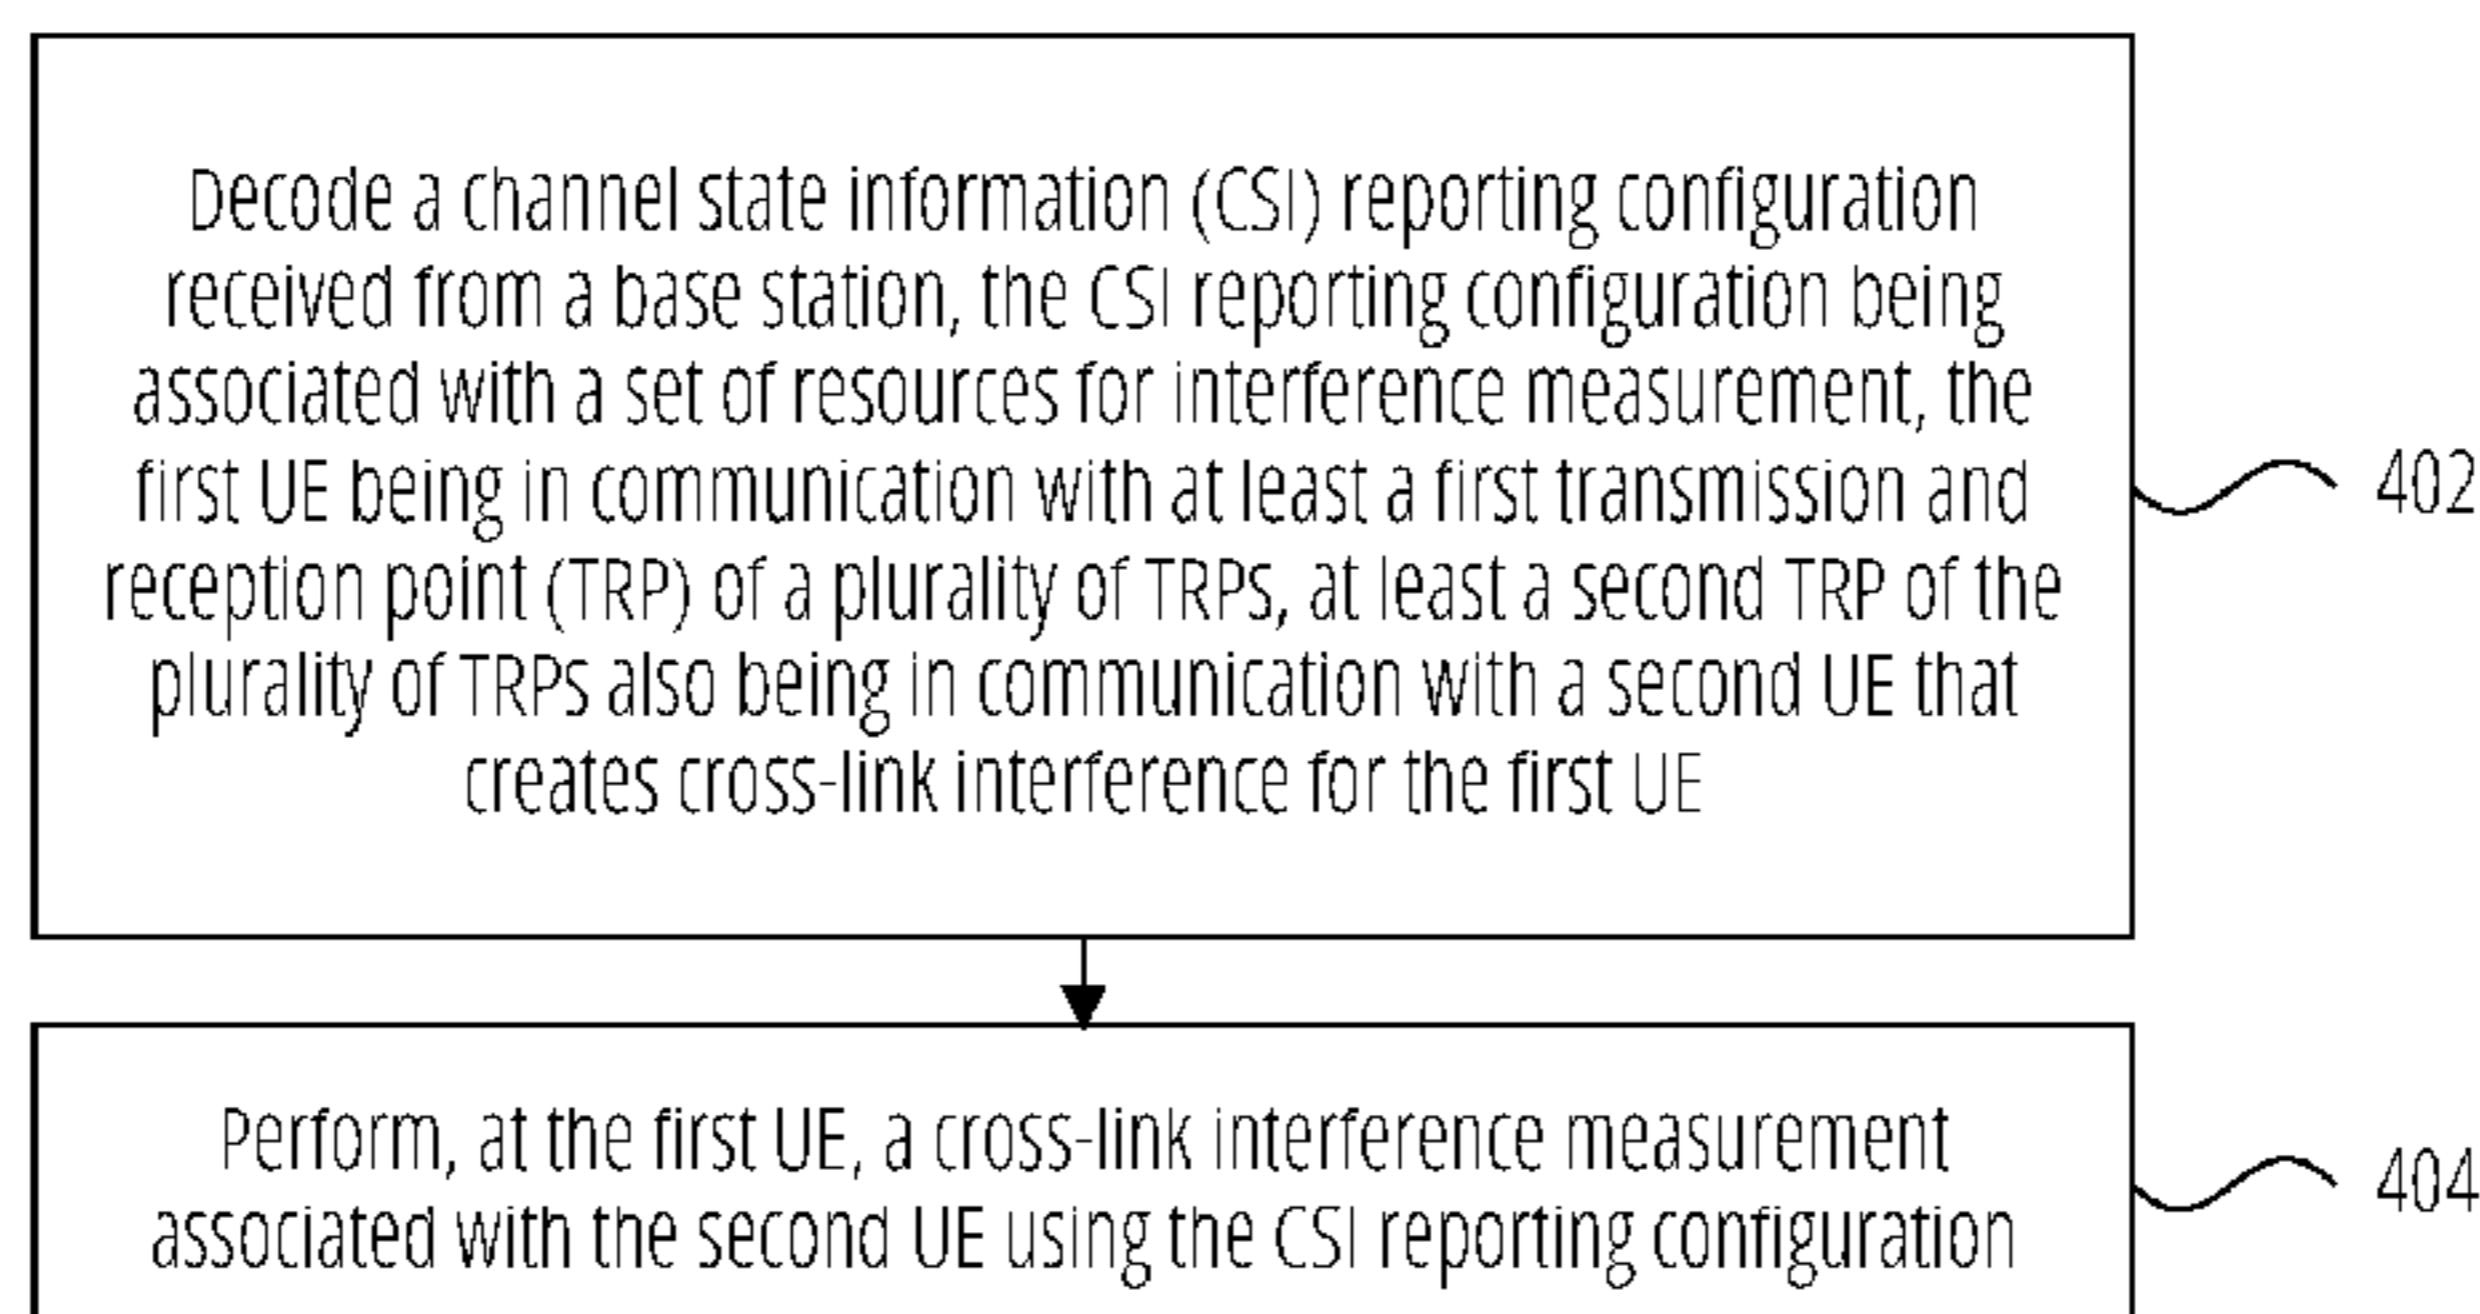 Decode a channel state information (CSI) reporting configuration
received from a base station, the CSI reporting configuration being
associated with a set of resources for interference measurement, the
first UE being in communication with at least a first transmission and
reception point (TRP) of a plurality of TRPs, at least a second TRP of the
plurality of TRPs also being in communication with a second UE that
creates cross-link interference for the first UE
402
Perform, at the first UE, a cross-link interference measurement
associated with the second UE using the CSI reporting configuration
404